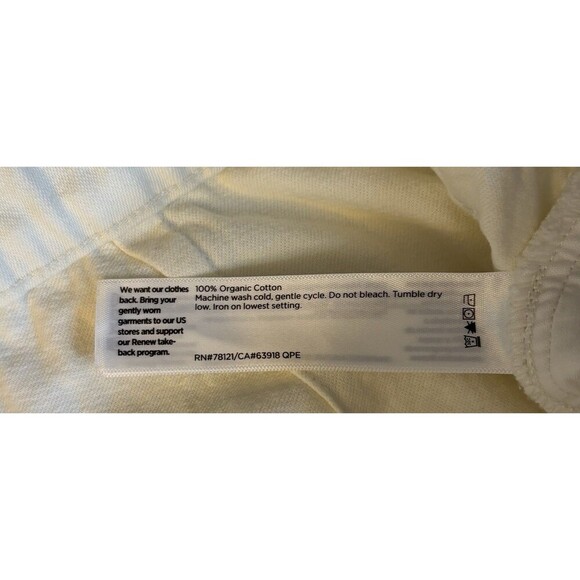 We want our clothes
back. Bring your
gently worn
garments to our US
stores and support
our Renew take-
back program.
100% Organic Cotton
Machine wash cold, gentle cycle. Do not bleach. Tumble dry
low. Iron on lowest setting.
RN#78121/CA#63918 QPE